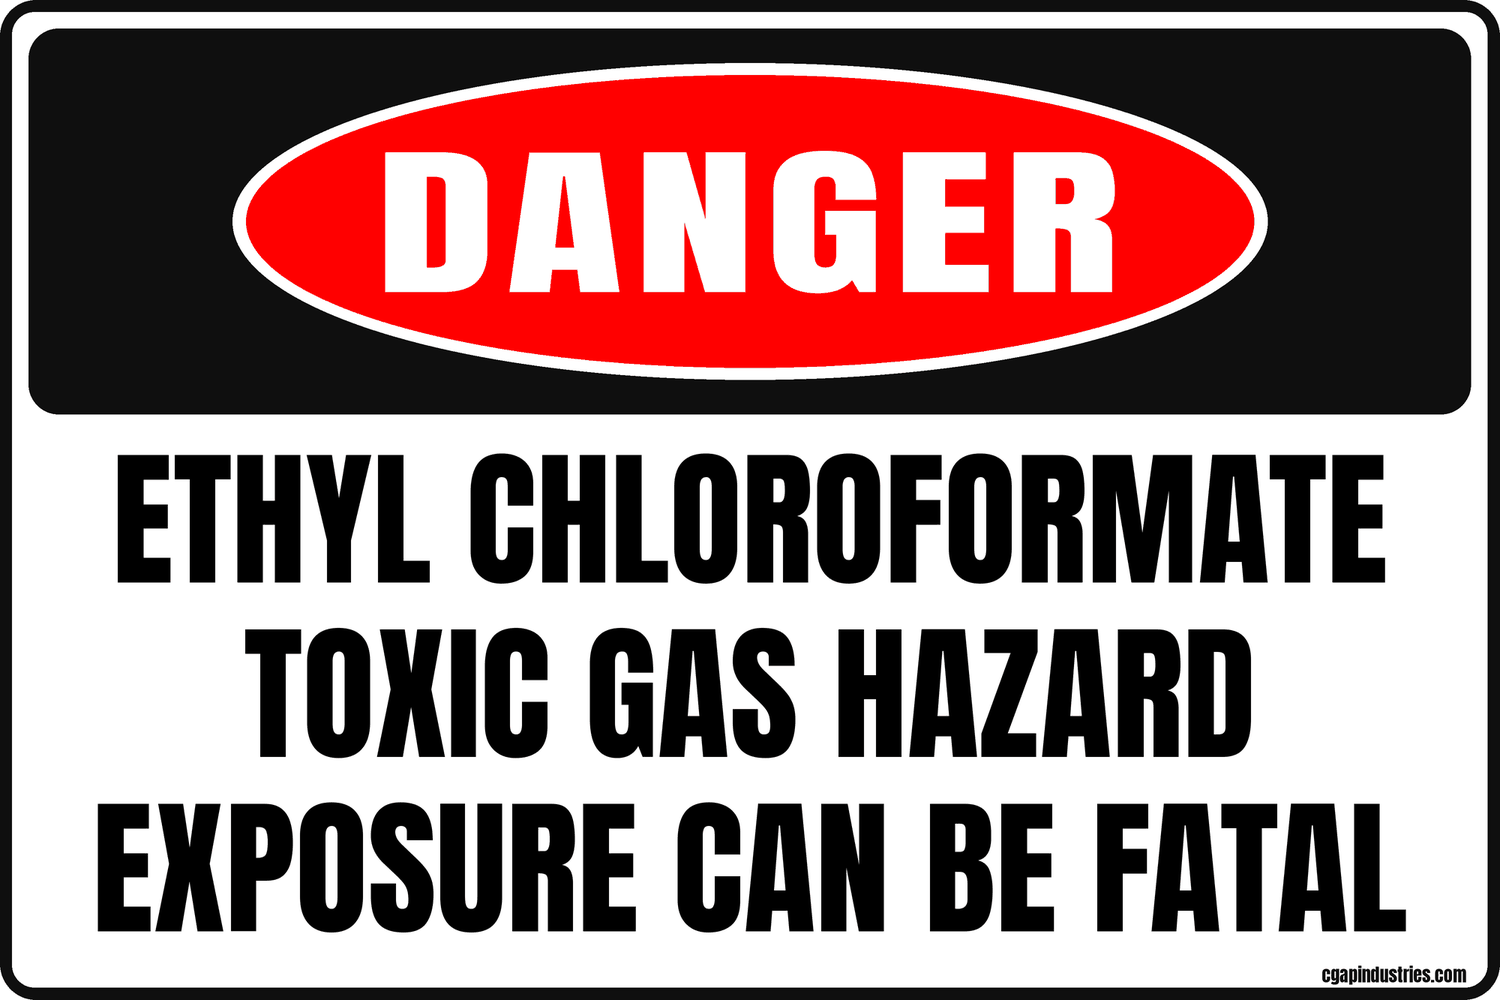 DANGER
ETHYL CHLOROFORMATE
TOXIC GAS HAZARD
EXPOSURE CAN BE FATAL
cgapindustries.com